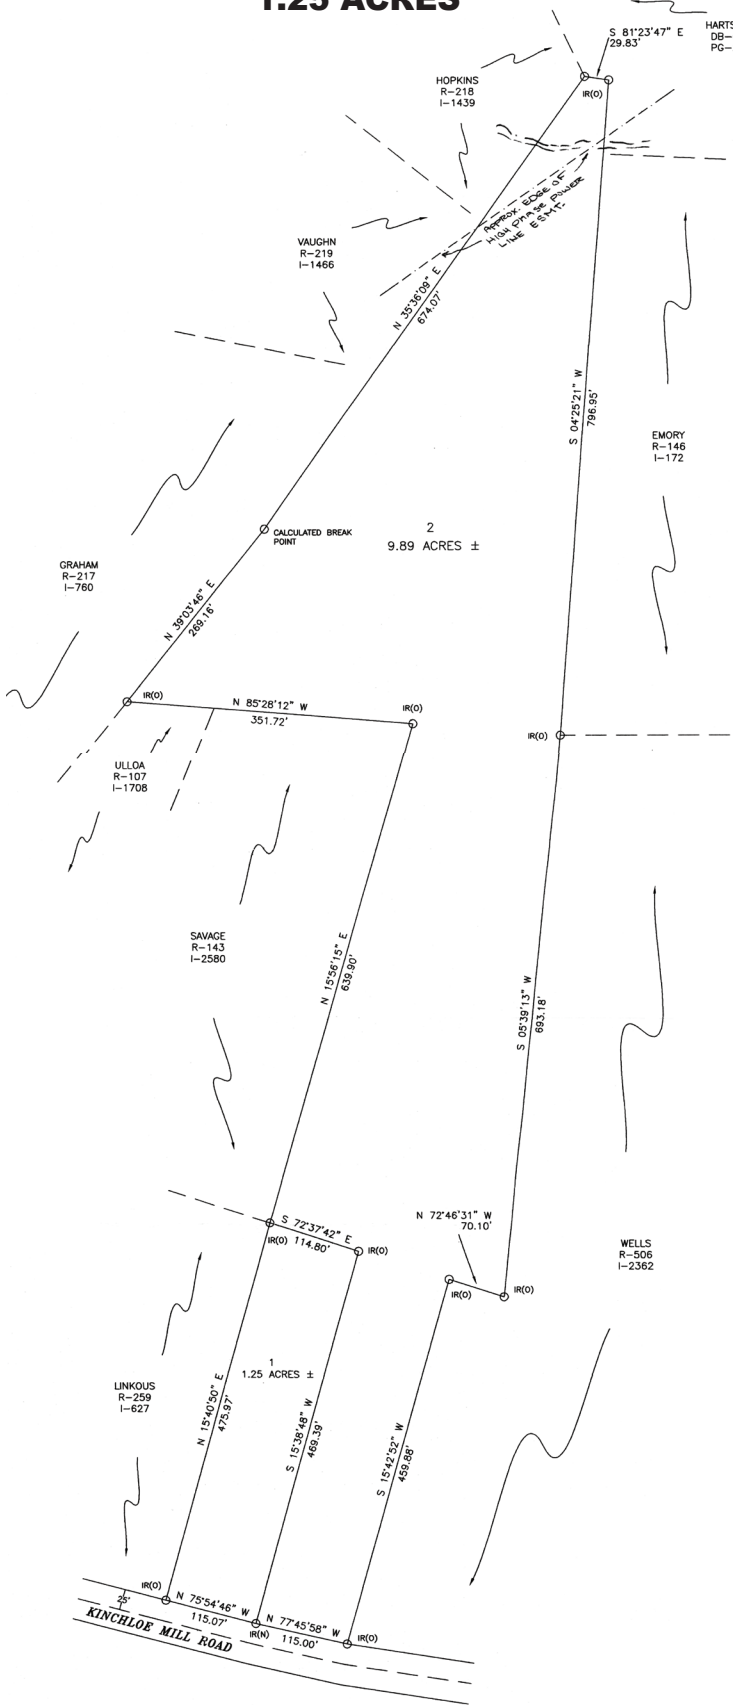 1.25 ACRES
S 81°23'47" E
29.83'
HARTS
DB-
PG-
HOPKINS
R-218
I-1439
IR(O)
APPROX. EDGE OF
HIGH PHASE POWER
LINE ESMT.
VAUGHN
R-219
I-1466
N 35°36'09" E
674.07'
S 04°25'21" W
796.95'
EMORY
R-146
I-172
2
9.89 ACRES ±
CALCULATED BREAK
POINT
GRAHAM
R-217
I-760
N 39°03'46" E
269.16'
IR(O)
N 85°28'12" W
351.72'
IR(O)
IR(O)
ULLOA
R-107
I-1708
SAVAGE
R-143
I-2580
N 15°56'15" E
639.90'
S 05°39'13" W
693.18'
N 72°46'31" W
70.10'
S 72°37'42" E
114.80'
IR(O)
IR(O)
IR(O)
IR(O)
WELLS
R-506
I-2362
1
1.25 ACRES ±
LINKOUS
R-259
I-627
N 15°40'50" E
475.97'
S 15°38'48" W
469.39'
S 15°42'52" W
459.88'
IR(O)
25'
N 75°54'46" W
115.07'
IR(N)
N 77°45'58" W
115.00'
IR(O)
KINCHLOE MILL ROAD